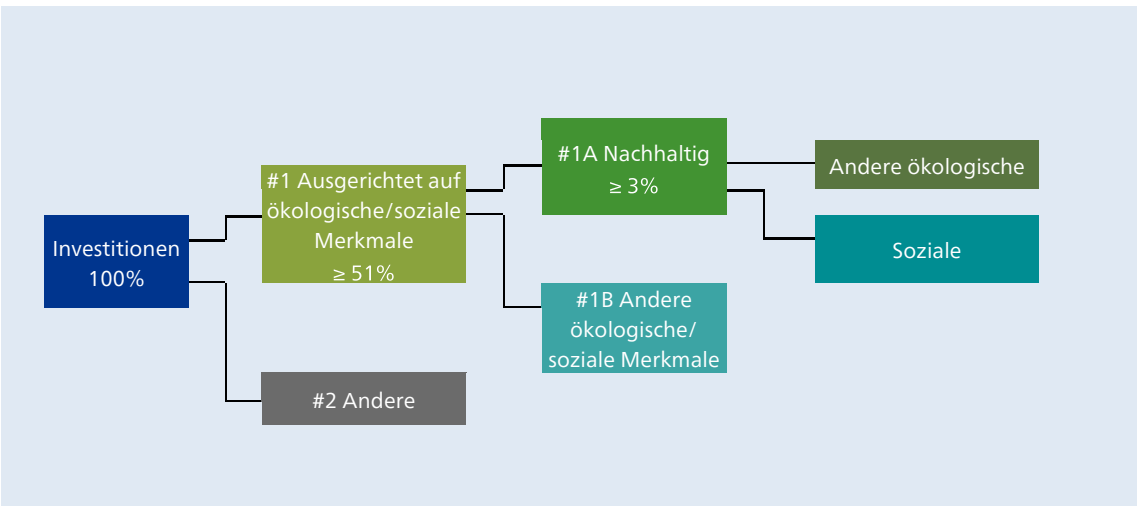 Investitionen
100%
#1 Ausgerichtet auf
ökologische/soziale
Merkmale
≥ 51%
#2 Andere
#1A Nachhaltig
≥ 3%
#1B Andere
ökologische/
soziale Merkmale
Andere ökologische
Soziale